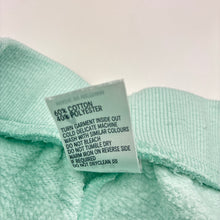 60% COTTON
40% POLYESTER
TURN GARMENT INSIDE OUT
COLD DELICATE MACHINE
WASH WITH SIMILAR COLOURS
DO NOT BLEACH
DO NOT TUMBLE DRY
WARM IRON ON REVERSE SIDE
IF REQUIRED
DO NOT DRYCLEAN